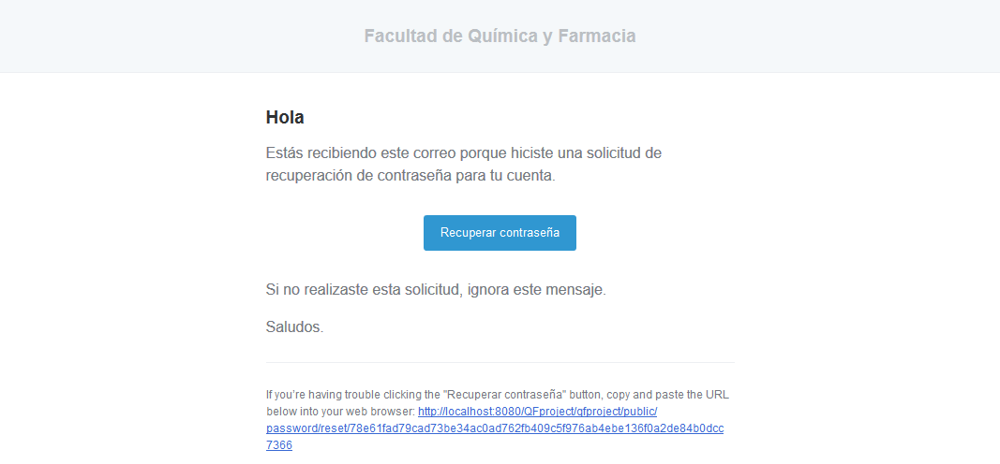 Facultad de Química y Farmacia
Hola
Estás recibiendo este correo porque hiciste una solicitud de
recuperación de contraseña para tu cuenta.
Recuperar contraseña
Si no realizaste esta solicitud, ignora este mensaje.
Saludos.
If you're having trouble clicking the "Recuperar contraseña" button, copy and paste the URL
below into your web browser: http://localhost:8080/QFproject/qfproject/public/
password/reset/78e61fad79cad73be34ac0ad762fb409c5f976ab4ebe136f0a2de84b0dcc
7366